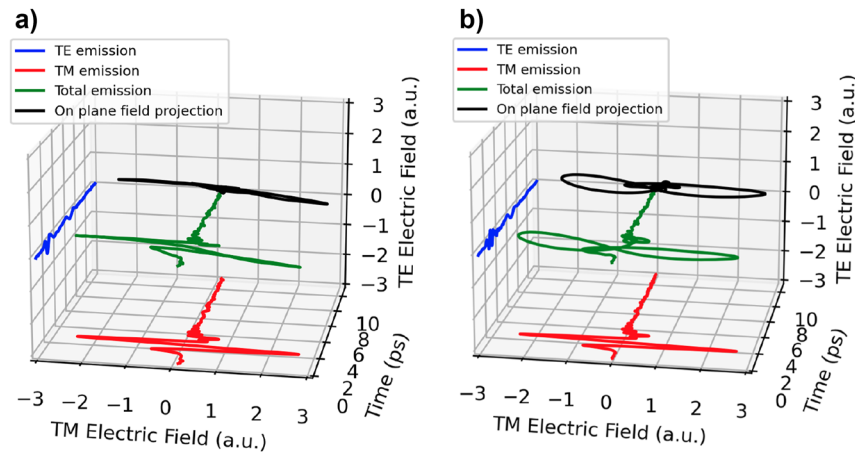 a)
TE emission
TM emission
Total emission
On plane field projection
3
2
1
0
−1
−2
−3
TE Electric Field (a.u.)
10
8
6
4
2
0
Time (ps)
−3
−2
−1
0
1
2
3
TM Electric Field (a.u.)
b)
TE emission
TM emission
Total emission
On plane field projection
3
2
1
0
−1
−2
−3
TE Electric Field (a.u.)
10
8
6
4
2
0
Time (ps)
−3
−2
−1
0
1
2
3
TM Electric Field (a.u.)